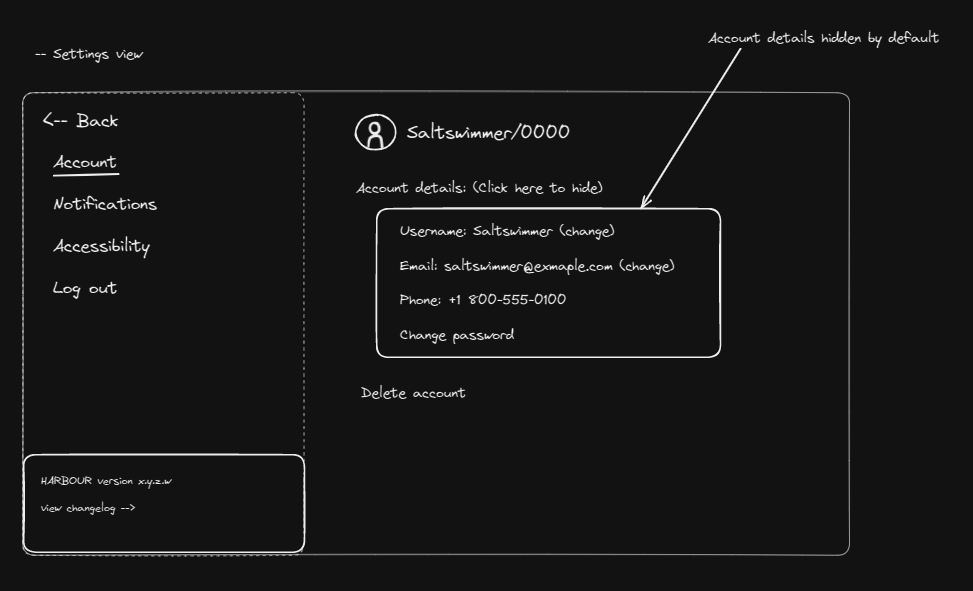 Account details hidden by default
-- Settings view
<-- Back
Account
Notifications
Accessibility
Log out
Saltswimmer/0000
Account details: (Click here to hide)
Username: Saltswimmer (change)
Email: saltswimmer@exmaple.com (change)
Phone: +1 800-555-0100
Change password
Delete account
HARBOUR version x.y.z.w
view changelog -->